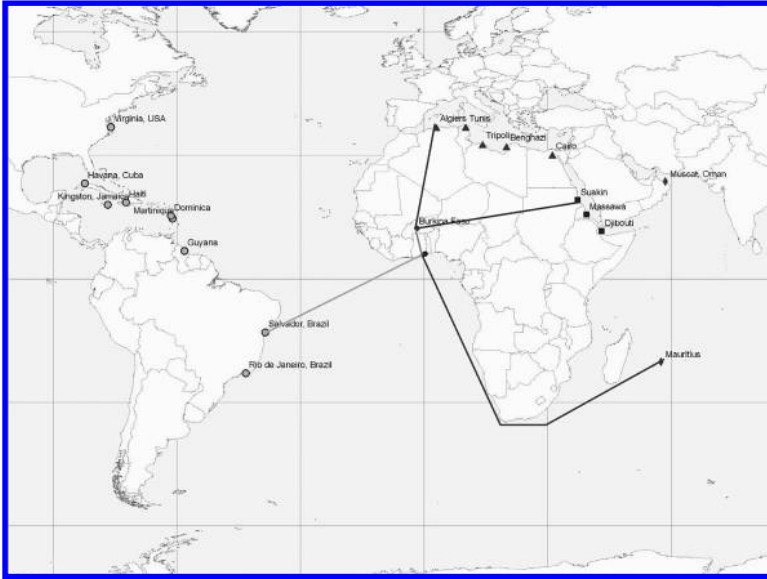 Virginia, USA
Algiers Tunis
Tripoli
Benghazi
Cairo
Havana, Cuba
Muscat, Oman
Kingston, Jamaica
Haiti
Suakin
Martinique
Dominica
Massawa
Burkina Faso
Djibouti
Guyana
Salvador, Brazil
Mauritius
Rio de Janeiro, Brazil